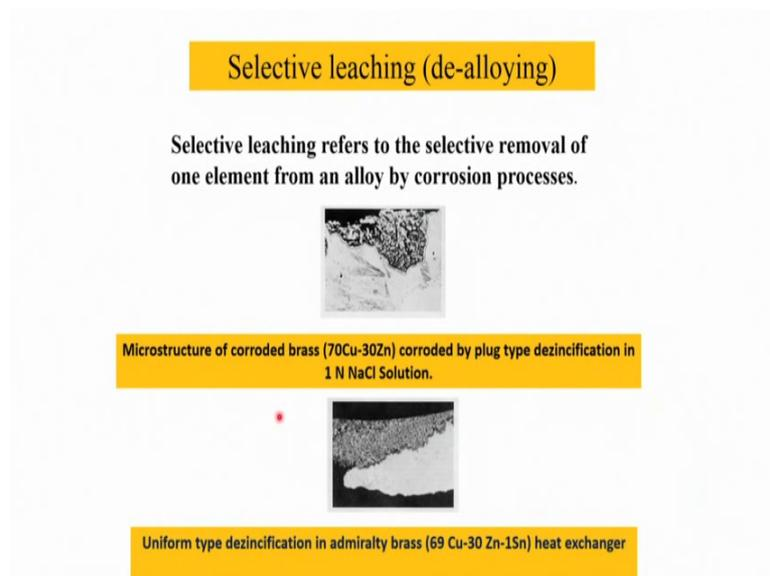 Selective leaching (de-alloying)
Selective leaching refers to the selective removal of
one element from an alloy by corrosion processes.
Microstructure of corroded brass (70Cu-30Zn) corroded by plug type dezincification in
1 N NaCl Solution.
Uniform type dezincification in admiralty brass (69 Cu-30 Zn-1Sn) heat exchanger